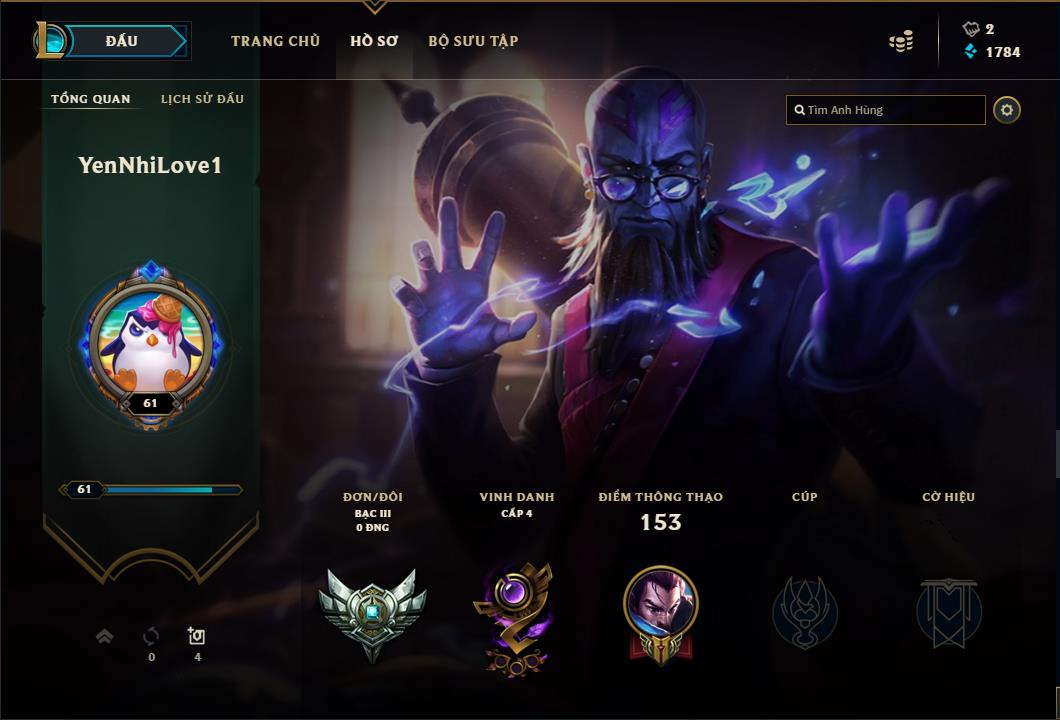 ĐẤU
TRANG CHỦ
HỒ SƠ
BỘ SƯU TẬP
2
1784
TỔNG QUAN
LỊCH SỬ ĐẤU
Tìm Anh Hùng
YenNhiLove1
61
61
ĐƠN/ĐÔI
BẠC III
0 ĐNG
VINH DANH
CẤP 4
ĐIỂM THÔNG THẠO
153
CÚP
CỜ HIỆU
0
4